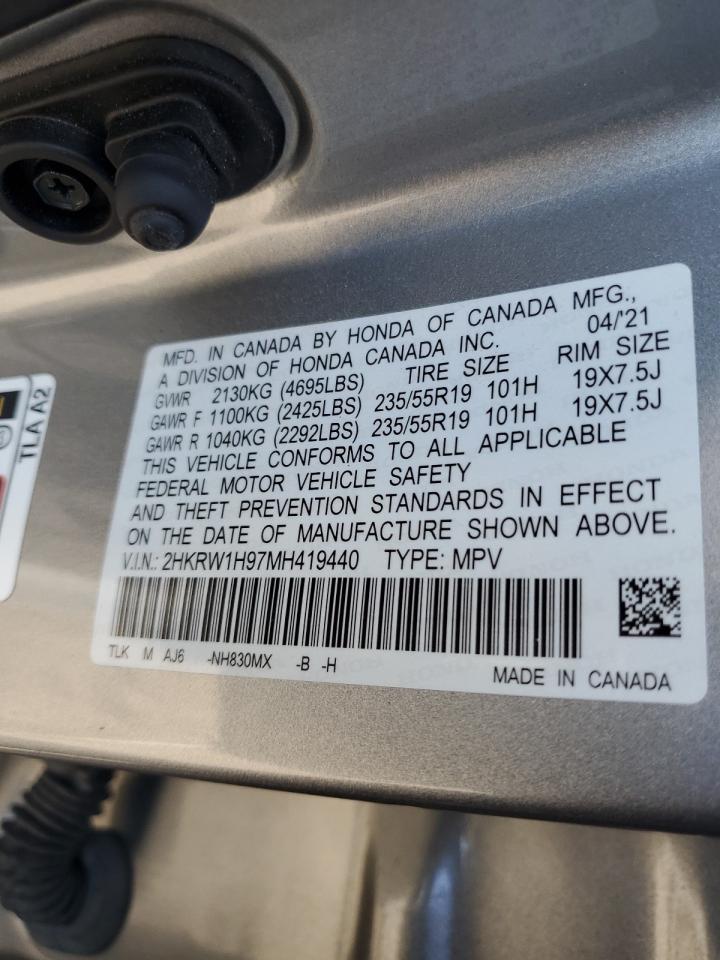 MFD. IN CANADA BY HONDA OF CANADA MFG.,
A DIVISION OF HONDA CANADA INC. 04/'21
GVWR 2130KG (4695LBS) TIRE SIZE RIM SIZE
GAWR F 1100KG (2425LBS) 235/55R19 101H 19X7.5J
GAWR R 1040KG (2292LBS) 235/55R19 101H 19X7.5J
THIS VEHICLE CONFORMS TO ALL APPLICABLE
FEDERAL MOTOR VEHICLE SAFETY
AND THEFT PREVENTION STANDARDS IN EFFECT
ON THE DATE OF MANUFACTURE SHOWN ABOVE.
V.I.N.: 2HKRW1H97MH419440 TYPE: MPV
TLK M AJ6 -NH830MX -B -H
MADE IN CANADA
TLA A2